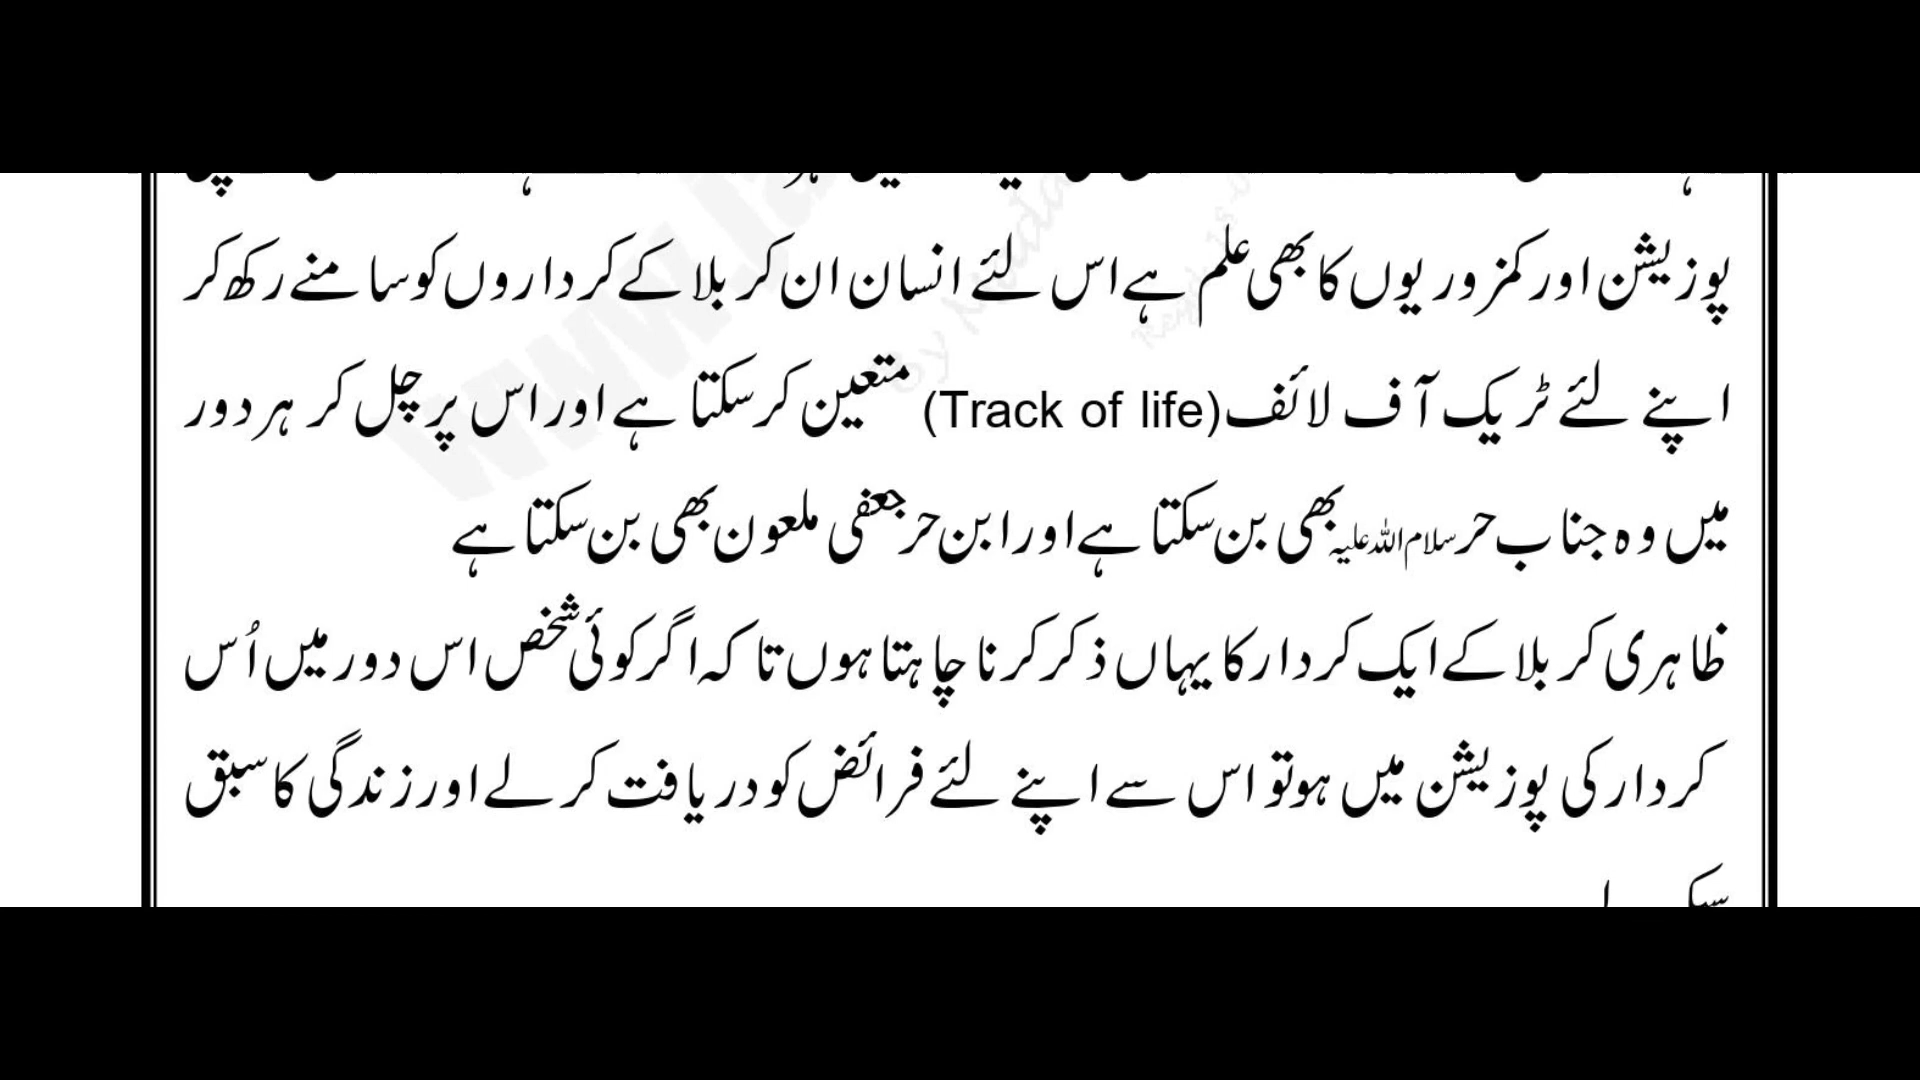 پوزیشن اور کمزوریوں کا بھی علم ہے اس لئے انسان ان کربلا کے کرداروں کو سامنے رکھ کر
اپنے لئے ٹریک آف لائف (Track of life) متعین کر سکتا ہے اور اس پر چل کر ہر دور
میں وہ جناب حر سلام اللہ علیہ بھی بن سکتا ہے اور ابن حر جعفی ملعون بھی بن سکتا ہے
ظاہری کربلا کے ایک کردار کا یہاں ذکر کرنا چاہتا ہوں تا کہ اگر کوئی شخص اس دور میں اُس
کردار کی پوزیشن میں ہو تو اس سے اپنے لئے فرائض کو دریافت کر لے اور زندگی کا سبق